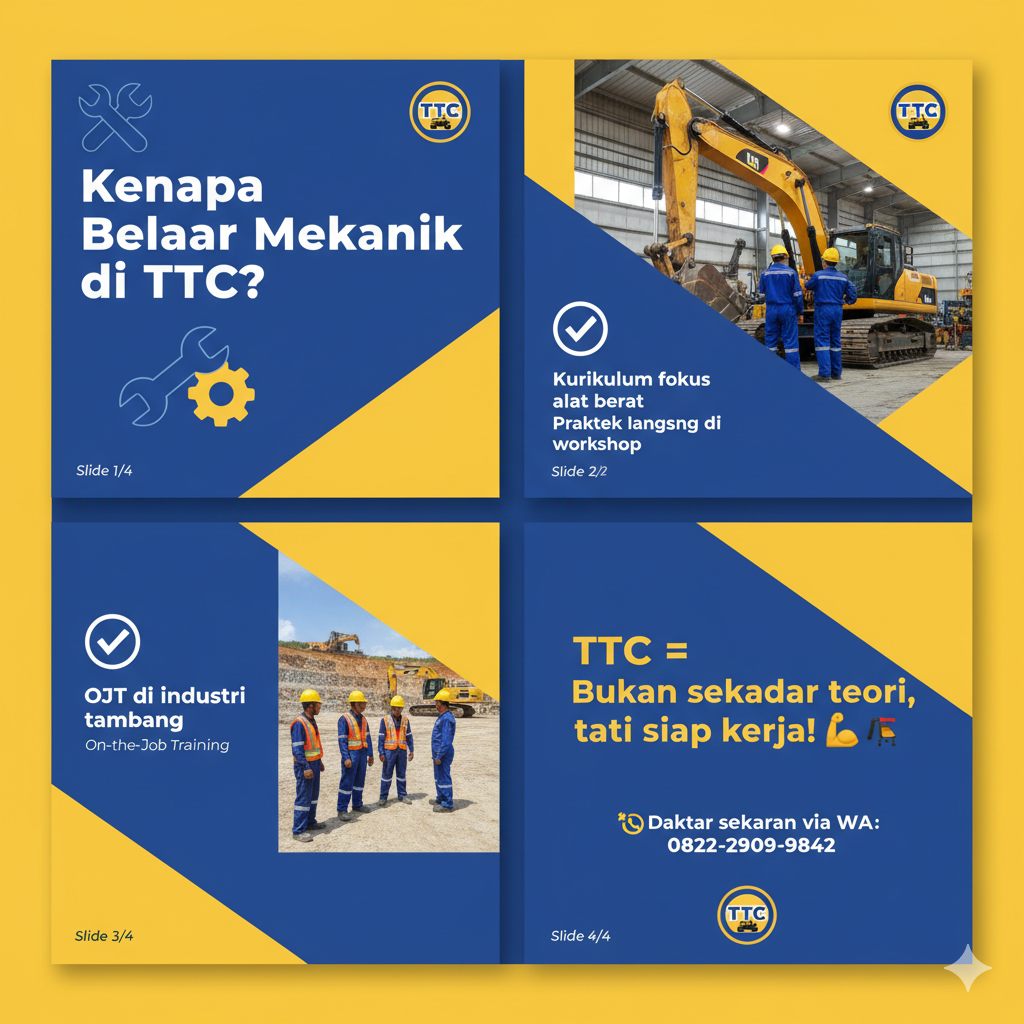 TTC
Kenapa
Belaar Mekanik
di TTC?
Slide 1/4
TTC
Kurikulum fokus
alat berat
Praktek langsng di
workshop
Slide 2/2
OJT di industri
tambang
On-the-Job Training
Slide 3/4
TTC =
Bukan sekadar teori,
tati siap kerja!
Daktar sekaran via WA:
0822-2909-9842
TTC
Slide 4/4